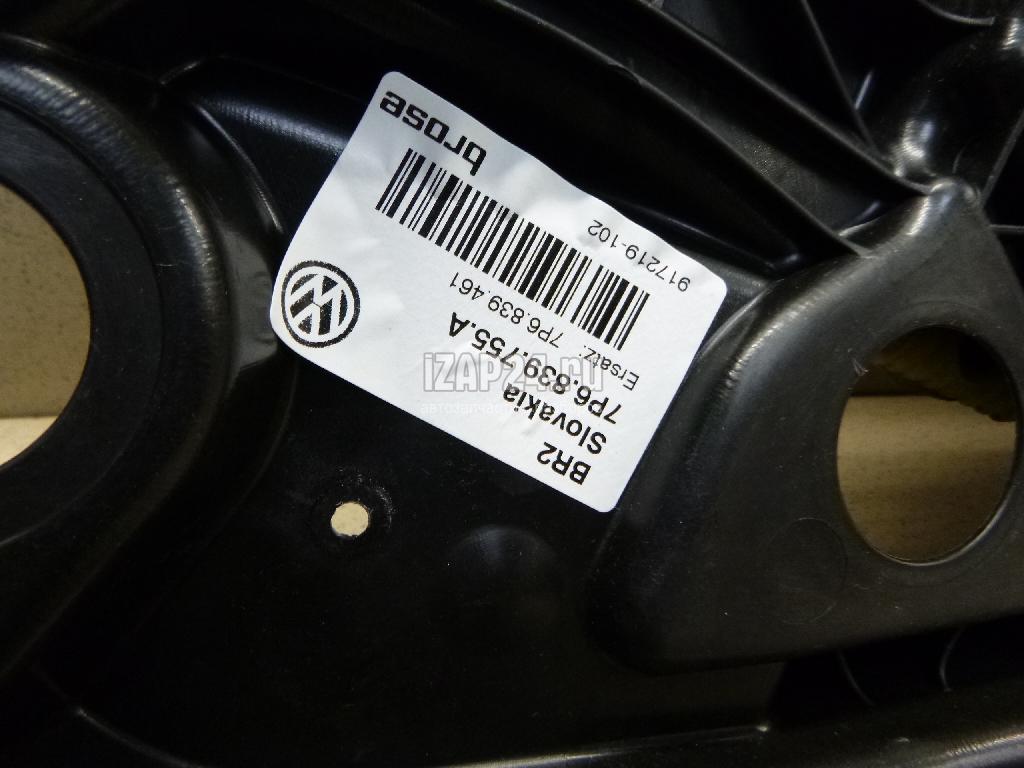 BR2
Slovakia
7P6.839.755.A
Ersatz: 7P6.839.461
917219-102
brose
iZAP24.ru